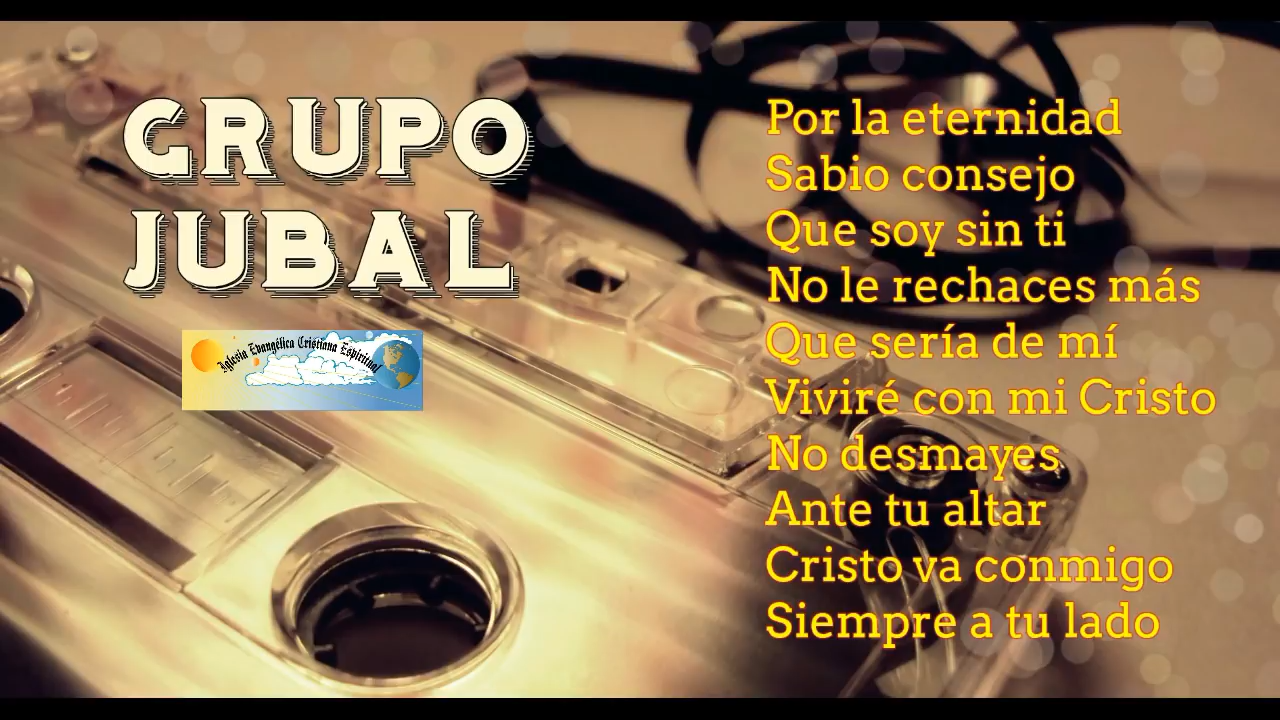 GRUPO
JUBAL
Iglesia Evangélica Cristiana Espiritual
Por la eternidad
Sabio consejo
Que soy sin ti
No le rechaces más
Que sería de mí
Viviré con mi Cristo
No desmayes
Ante tu altar
Cristo va conmigo
Siempre a tu lado